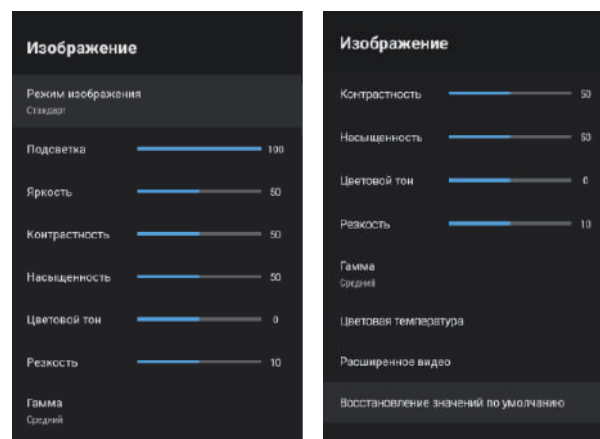 Изображение
Режим изображения
Стандарт
Подсветка 100
Яркость 50
Контрастность 50
Насыщенность 50
Цветовой тон 0
Резкость 10
Гамма
Средний
Изображение
Контрастность 50
Насыщенность 50
Цветовой тон 0
Резкость 10
Гамма
Средний
Цветовая температура
Расширенное видео
Восстановление значений по умолчанию